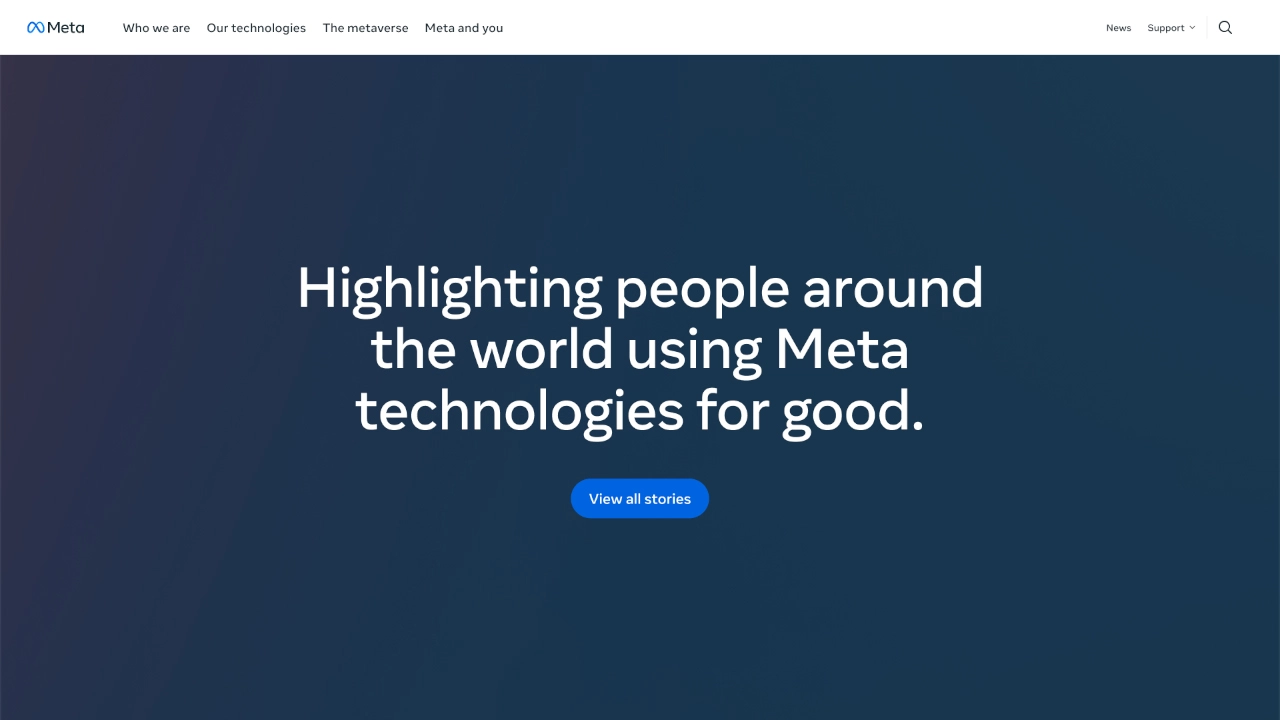 Meta
Who we are
Our technologies
The metaverse
Meta and you
News
Support
Highlighting people around
the world using Meta
technologies for good.
View all stories